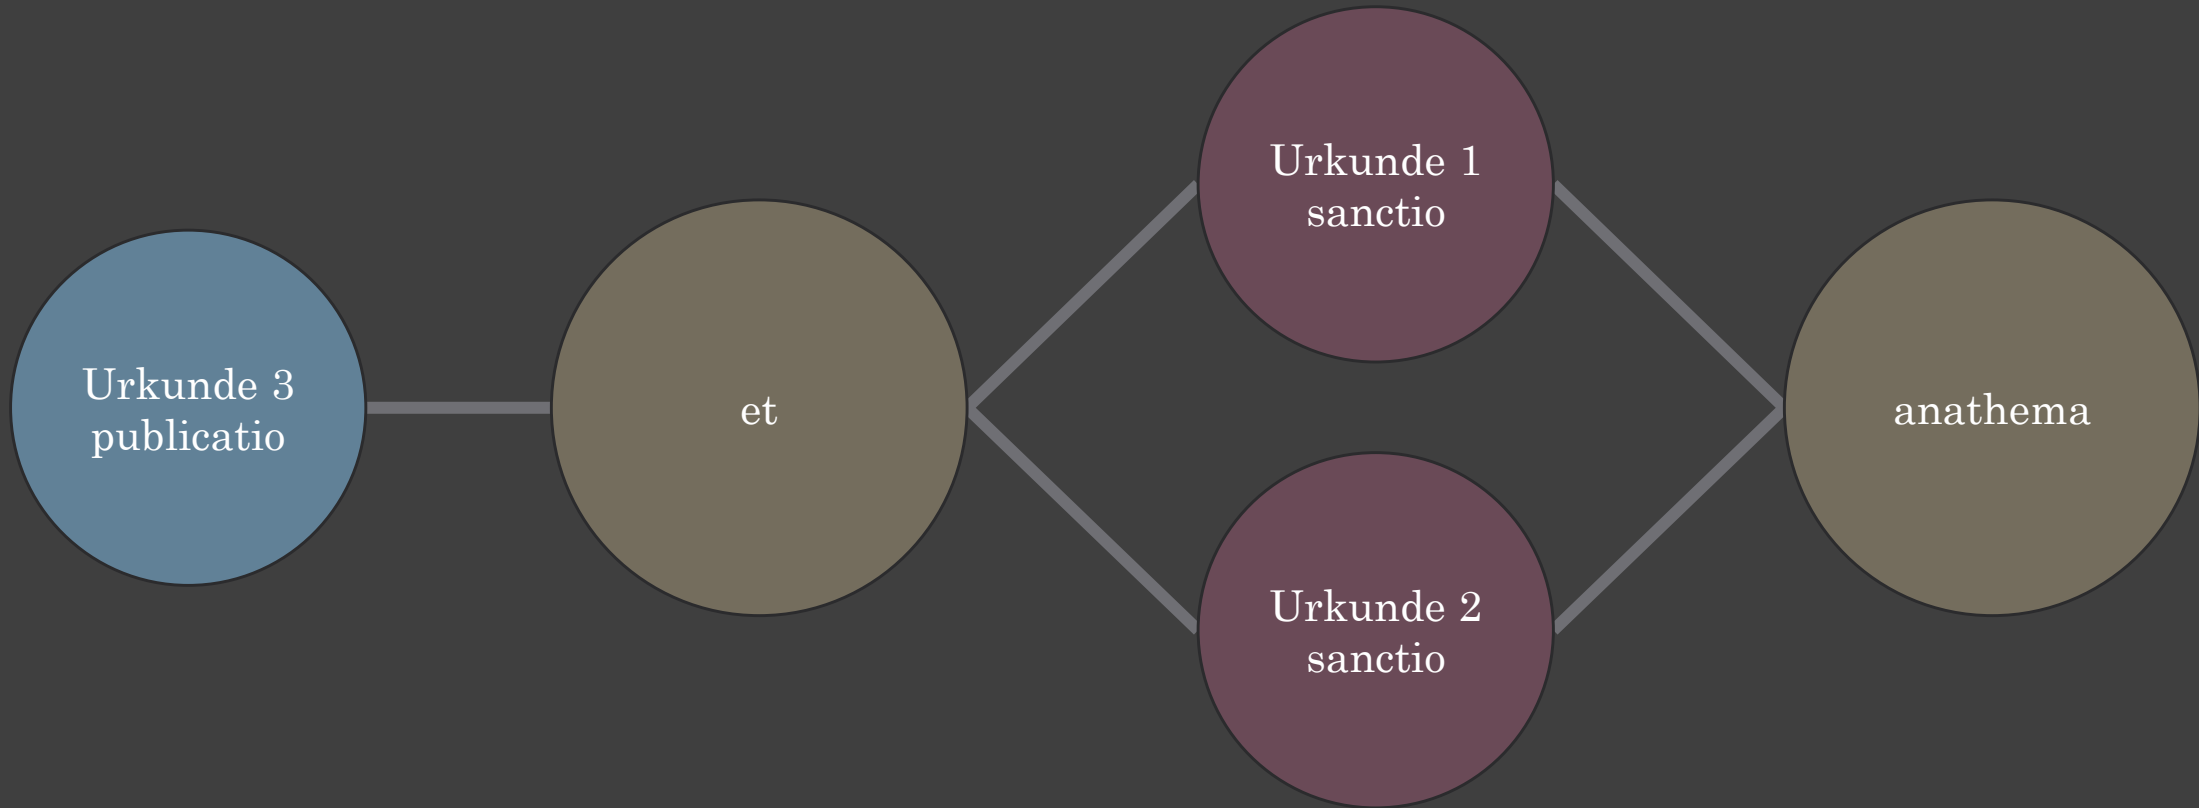 Urkunde 3
publicatio
et
Urkunde 1
sanctio
Urkunde 2
sanctio
anathema